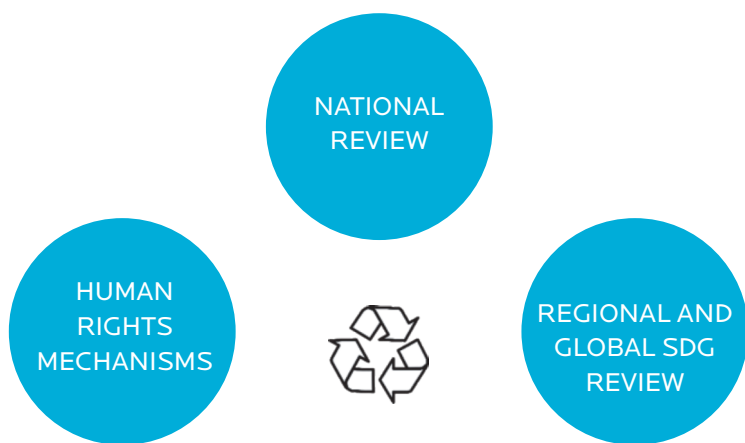 NATIONAL
REVIEW
HUMAN
RIGHTS
MECHANISMS
REGIONAL AND
GLOBAL SDG
REVIEW